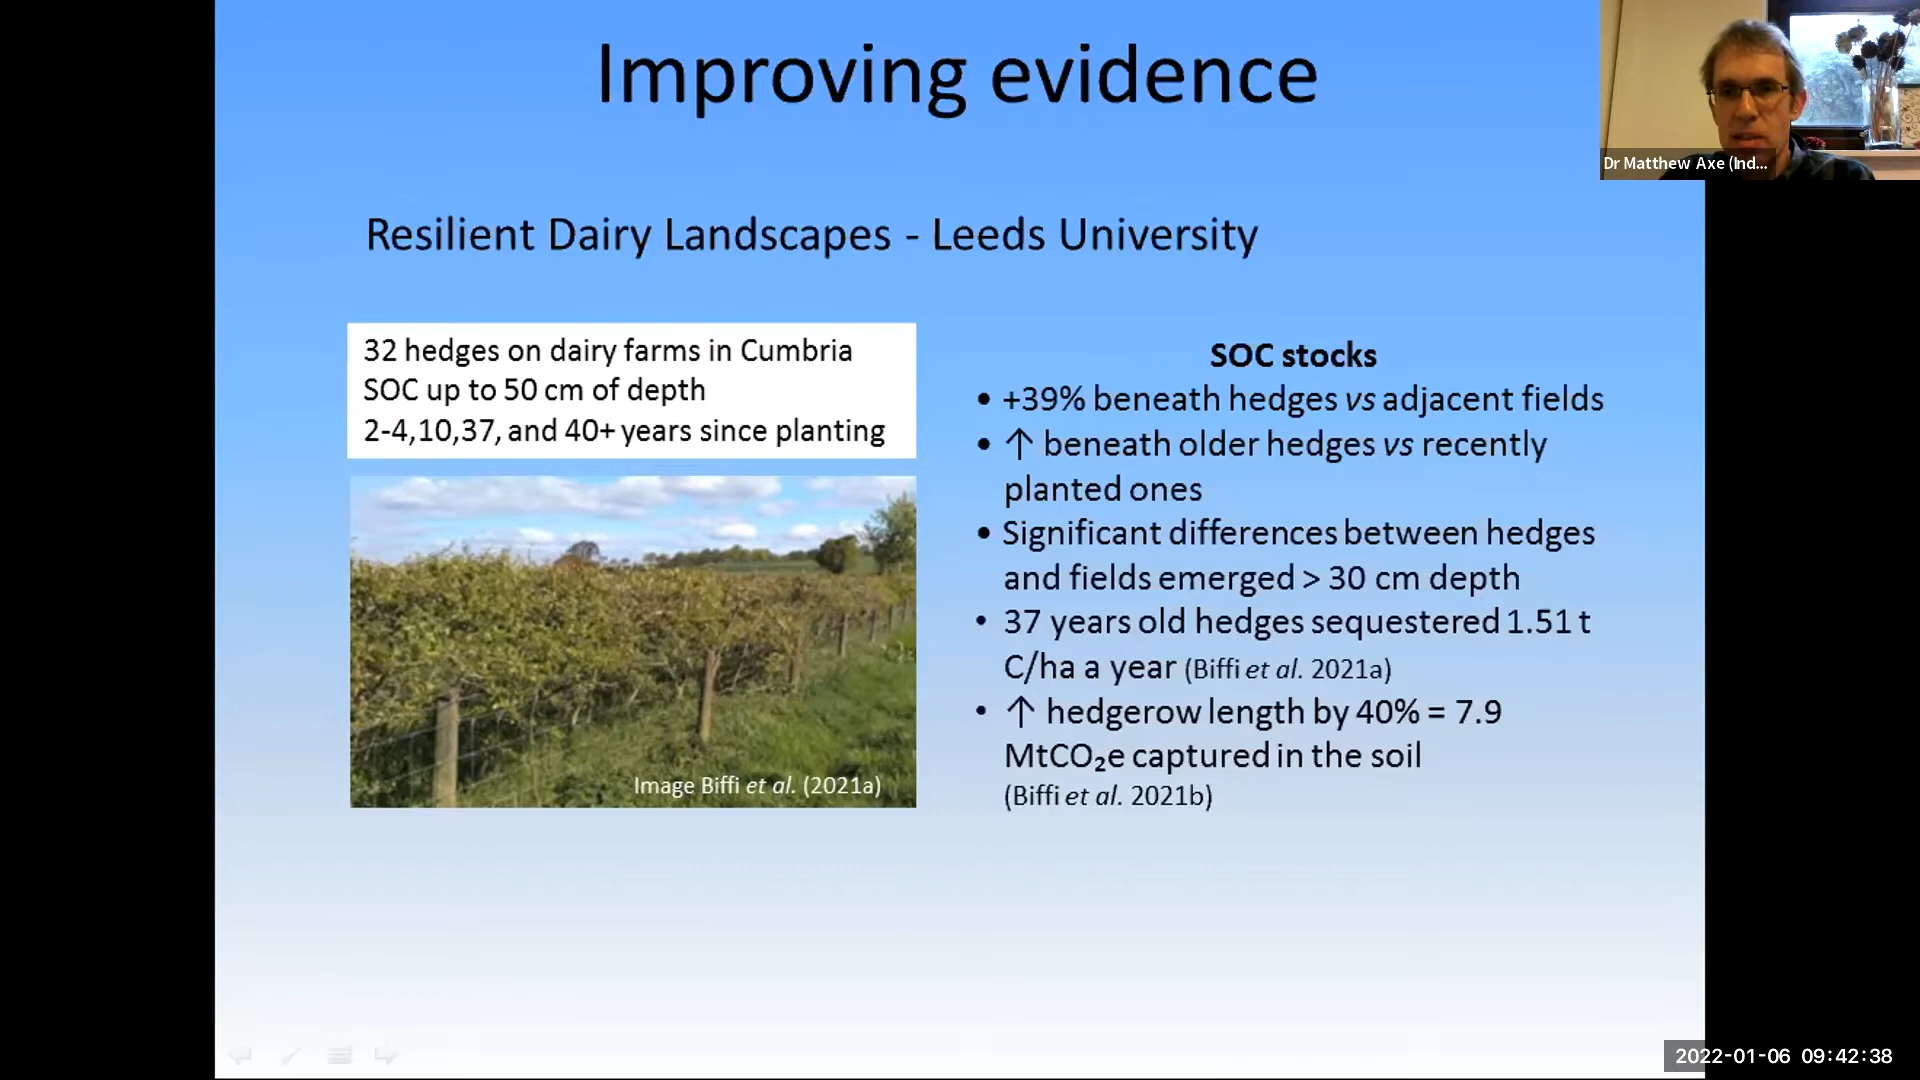 Improving evidence
Dr Matthew Axe (Ind...
Resilient Dairy Landscapes - Leeds University
32 hedges on dairy farms in Cumbria
SOC up to 50 cm of depth
2-4,10,37, and 40+ years since planting
Image Biffi et al. (2021a)
SOC stocks
• +39% beneath hedges vs adjacent fields
• ↑ beneath older hedges vs recently
planted ones
• Significant differences between hedges
and fields emerged > 30 cm depth
• 37 years old hedges sequestered 1.51 t
C/ha a year (Biffi et al. 2021a)
• ↑ hedgerow length by 40% = 7.9
MtCO₂e captured in the soil
(Biffi et al. 2021b)
2022-01-06 09:42:38